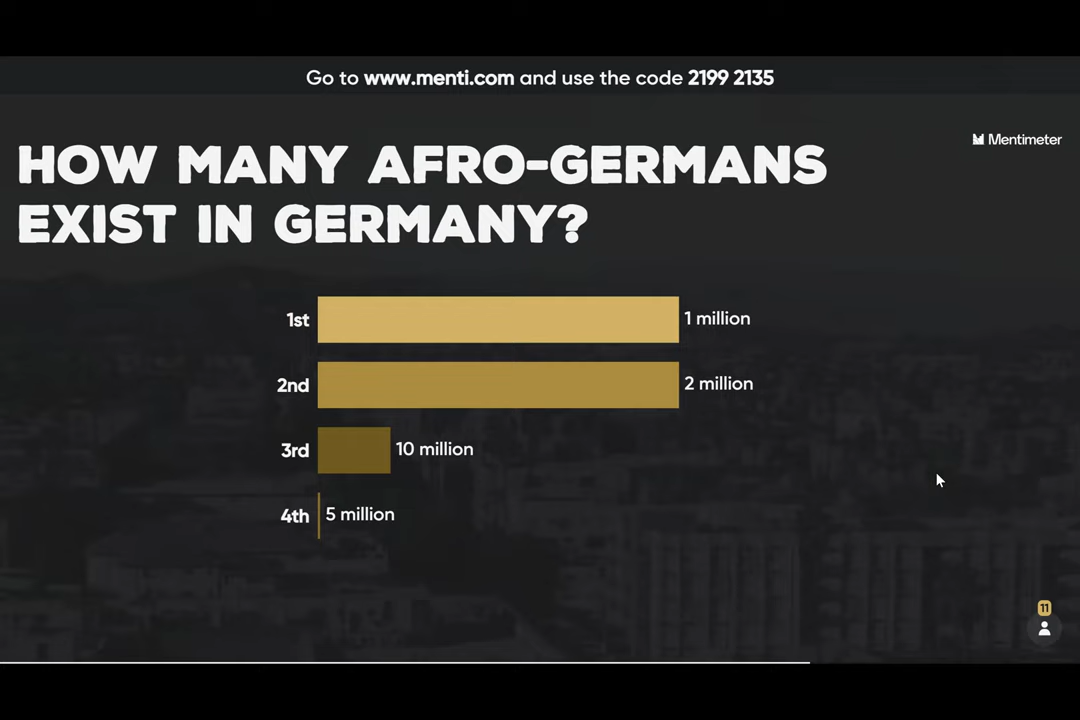 Go to www.menti.com and use the code 2199 2135
Mentimeter
HOW MANY AFRO-GERMANS
EXIST IN GERMANY?
1st 1 million
2nd 2 million
3rd 10 million
4th 5 million
11